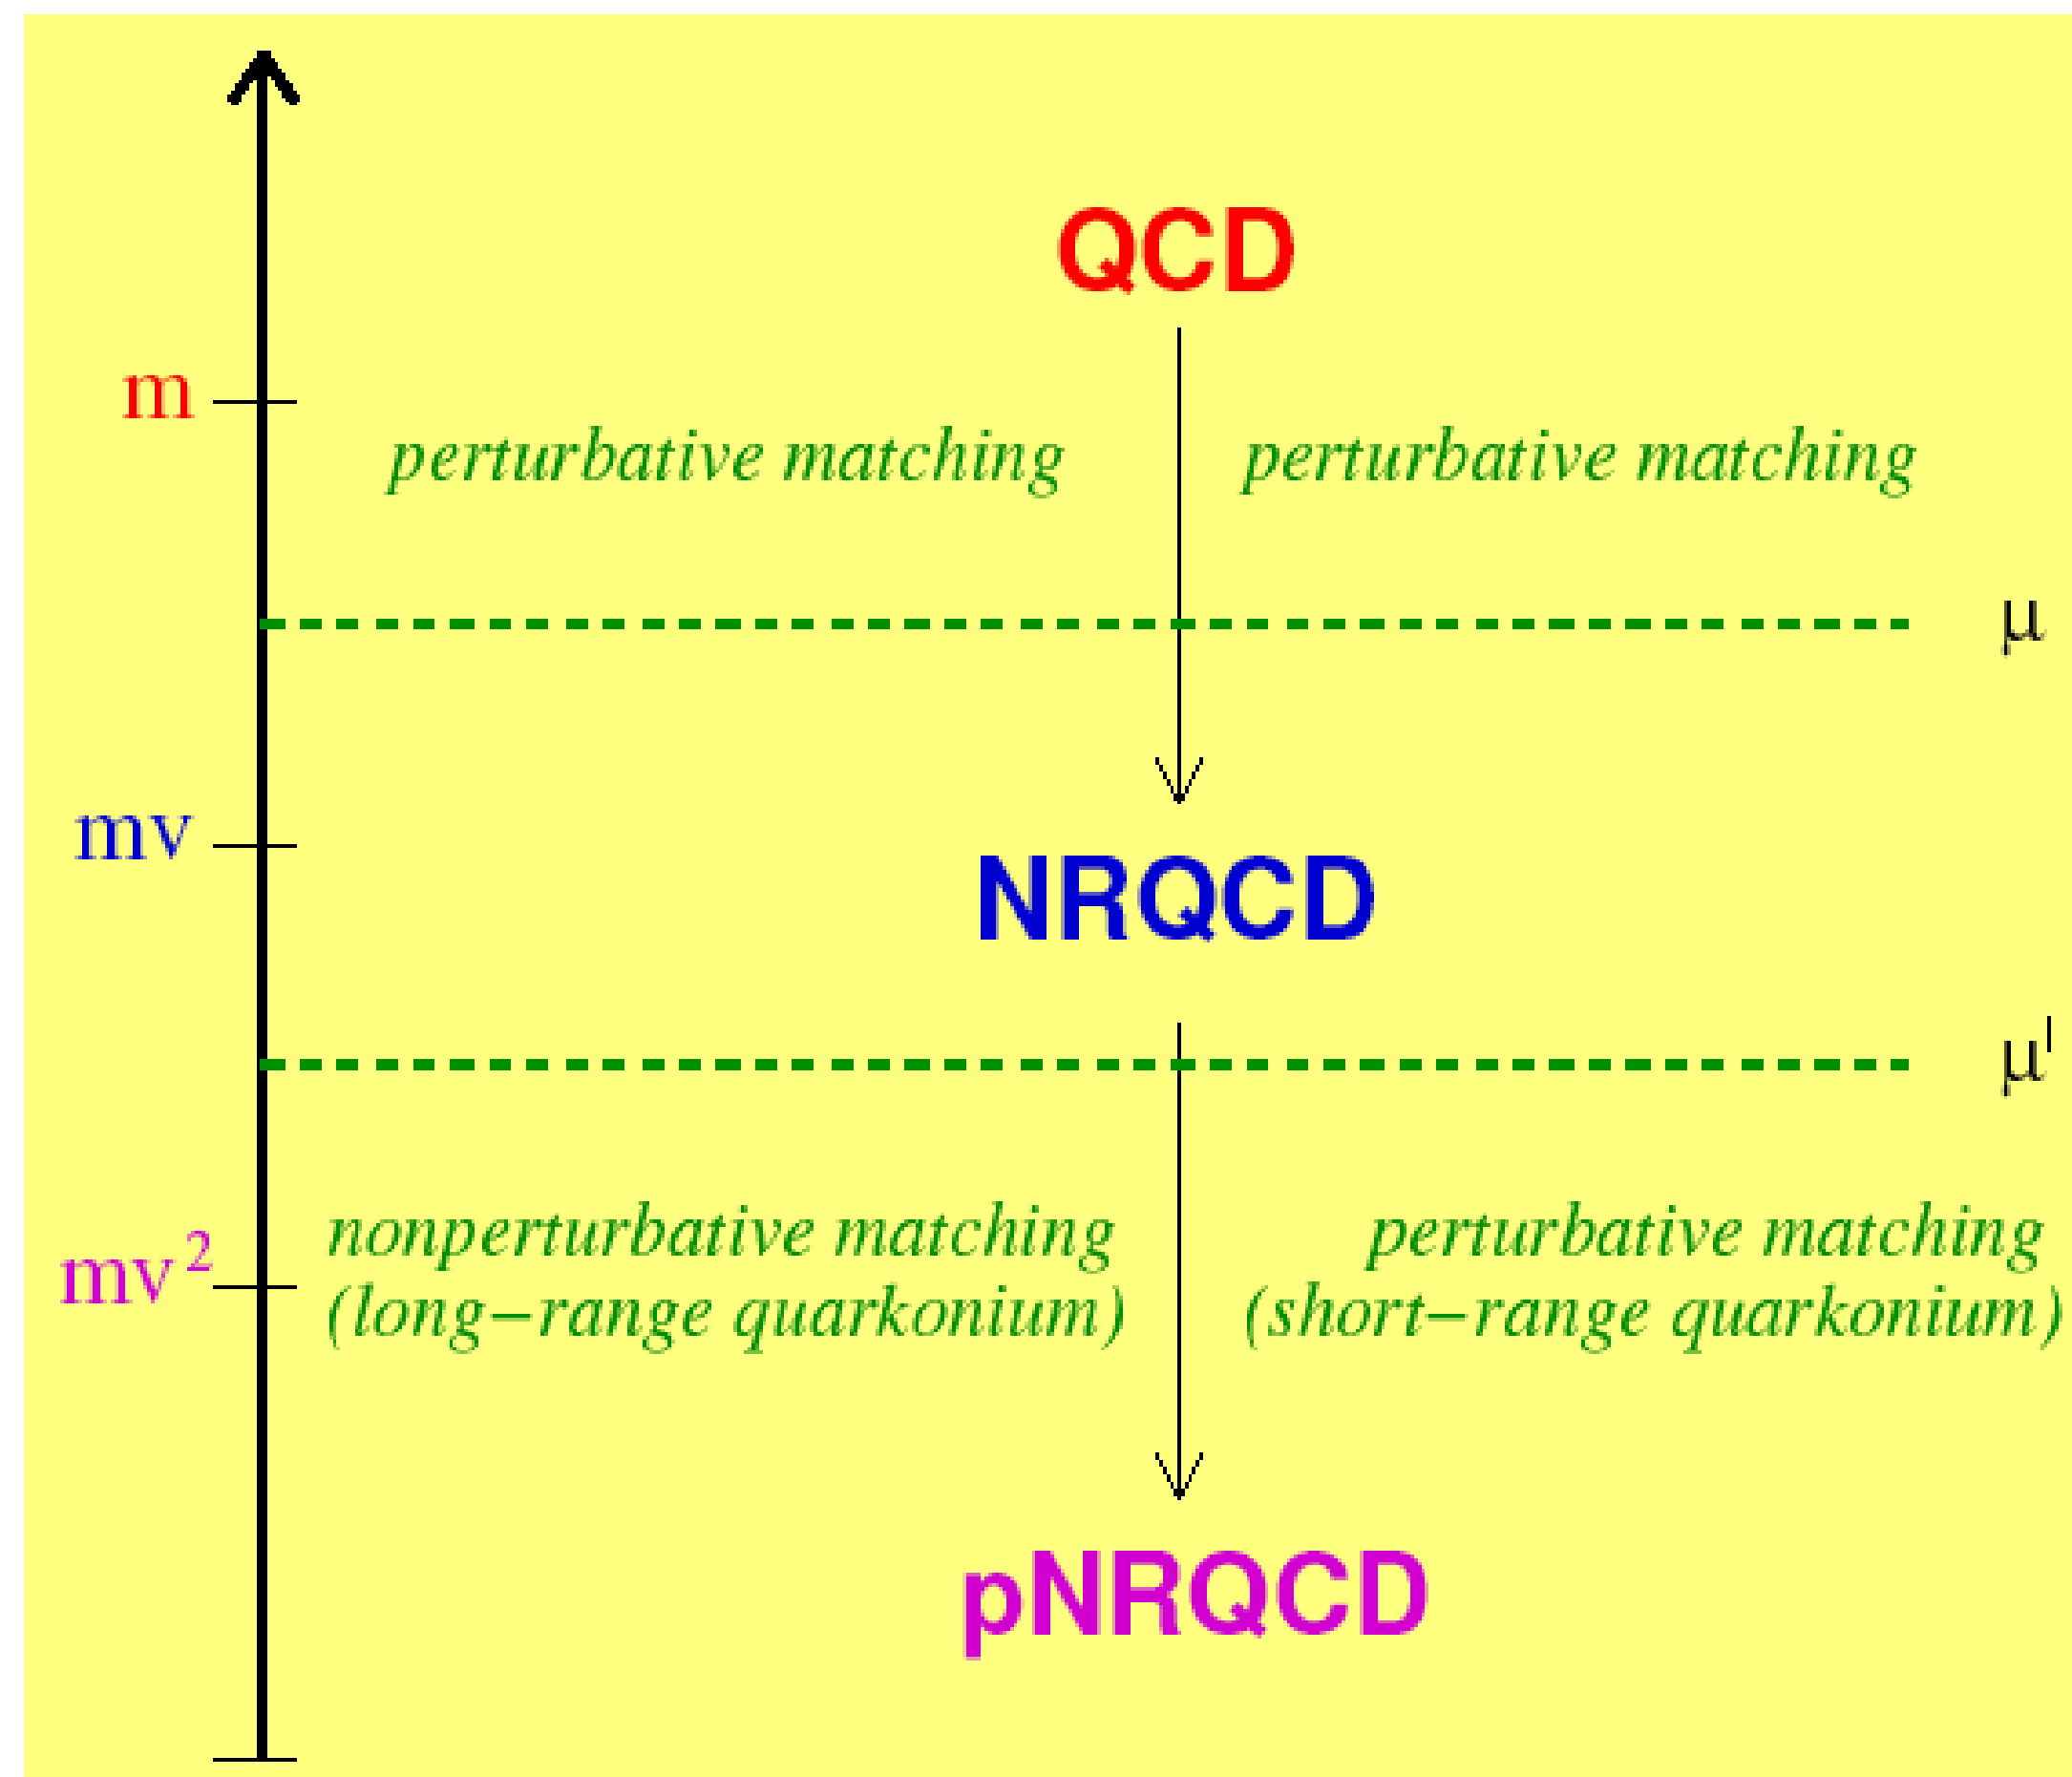 QCD
m
perturbative matching perturbative matching
μ
mv
NRQCD
μ'
nonperturbative matching perturbative matching
mv²
(long–range quarkonium) (short–range quarkonium)
pNRQCD